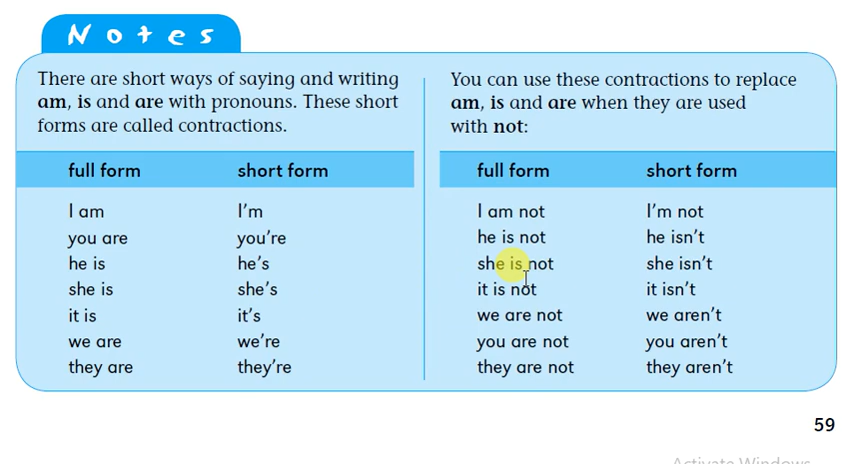 Notes
There are short ways of saying and writing
am, is and are with pronouns. These short
forms are called contractions.
full form short form
I am I'm
you are you're
he is he's
she is she's
it is it's
we are we're
they are they're
You can use these contractions to replace
am, is and are when they are used
with not:
full form short form
I am not I'm not
he is not he isn't
she is not she isn't
it is not it isn't
we are not we aren't
you are not you aren't
they are not they aren't
59
Activate Windows